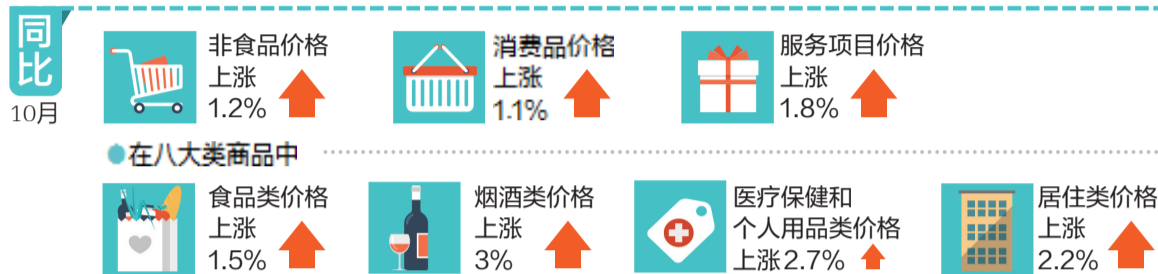 同比
10月
非食品价格
上涨
1.2%
消费品价格
上涨
1.1%
服务项目价格
上涨
1.8%
在八大类商品中
食品类价格
上涨
1.5%
烟酒类价格
上涨
3%
医疗保健和
个人用品类价格
上涨2.7%
居住类价格
上涨
2.2%